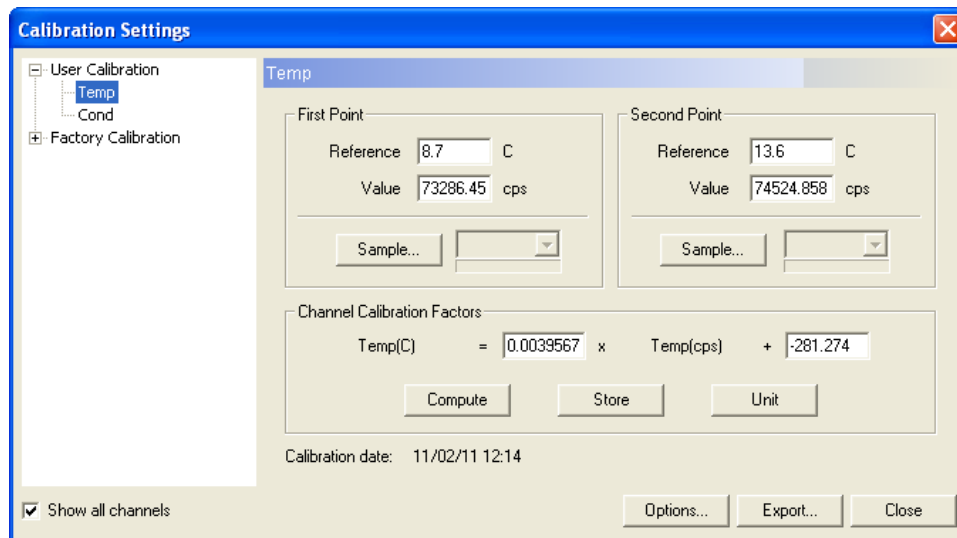 Calibration Settings
User Calibration
Temp
Cond
Factory Calibration
Show all channels
Temp
First Point
Reference 8.7 C
Value 73286.45 cps
Sample...
Second Point
Reference 13.6 C
Value 74524.858 cps
Sample...
Channel Calibration Factors
Temp(C) = 0.0039567 x Temp(cps) + -281.274
Compute Store Unit
Calibration date: 11/02/11 12:14
Options... Export... Close